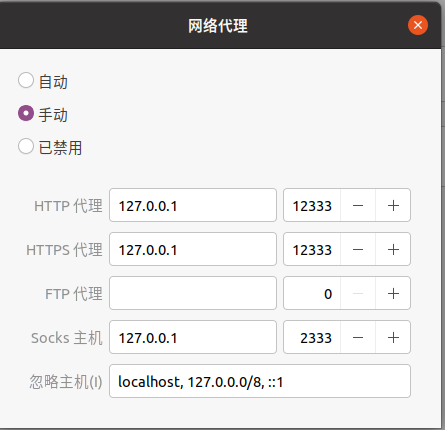 网络代理
自动
手动
已禁用
HTTP 代理 127.0.0.1 12333 − +
HTTPS 代理 127.0.0.1 12333 − +
FTP 代理 0 − +
Socks 主机 127.0.0.1 2333 − +
忽略主机(I) localhost, 127.0.0.0/8, ::1